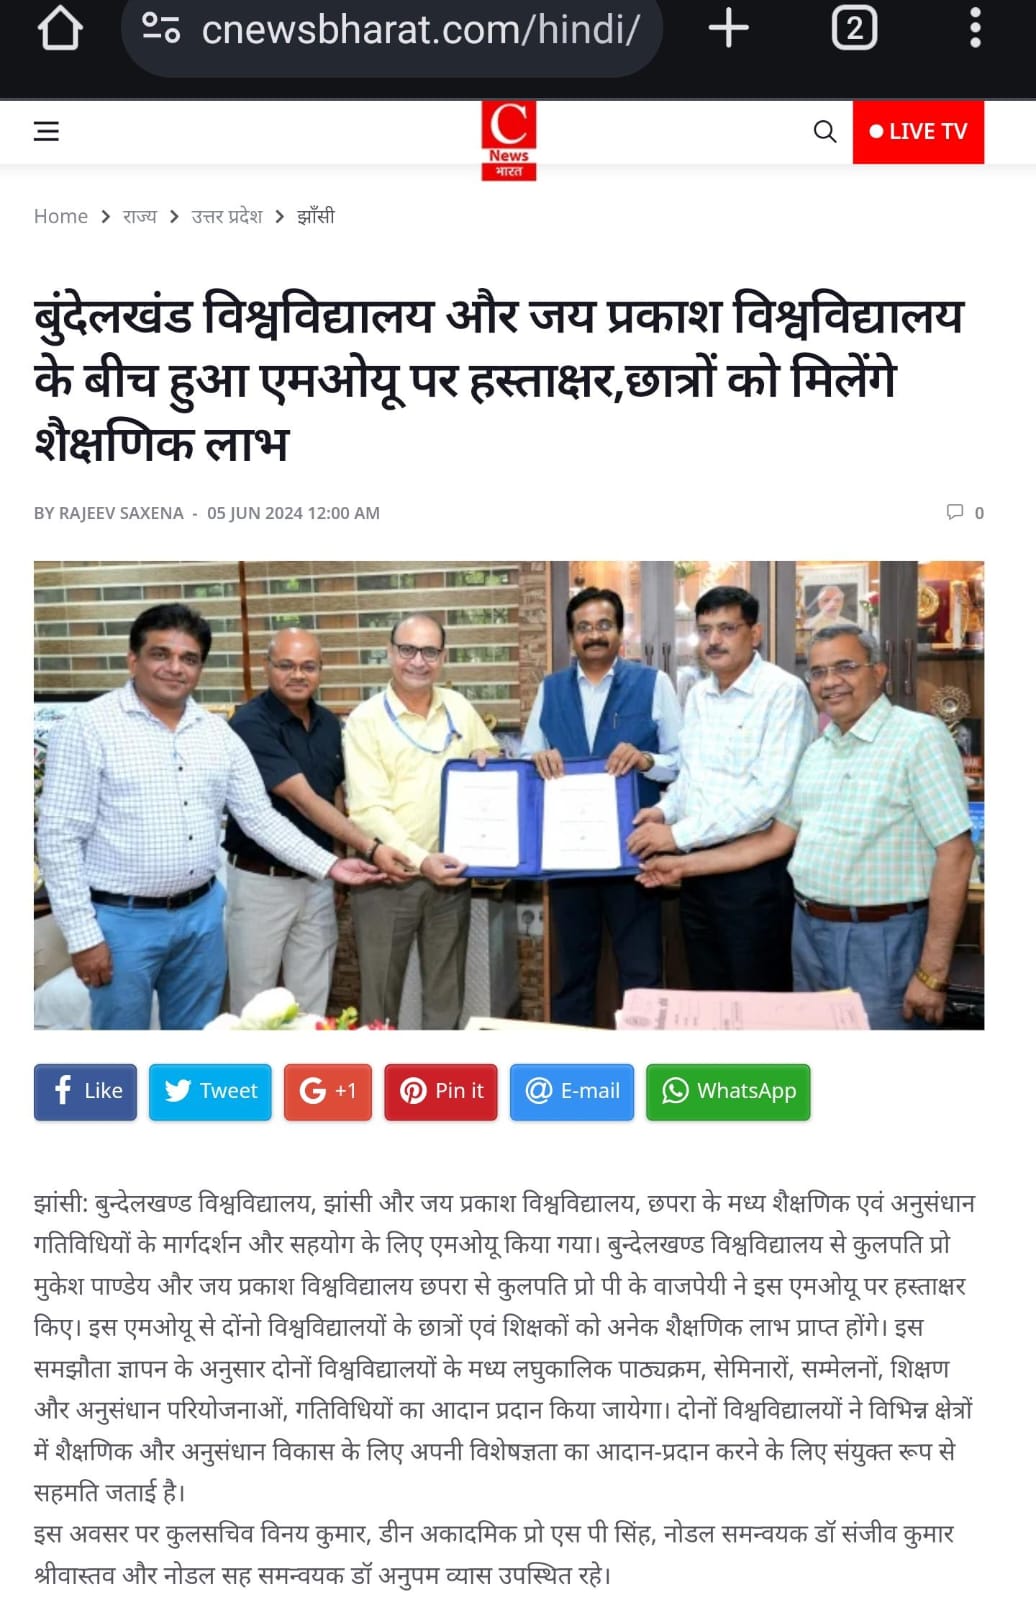 cnewsbharat.com/hindi/
2
C
News
भारत
LIVE TV
Home > राज्य > उत्तर प्रदेश > झाँसी
बुंदेलखंड विश्वविद्यालय और जय प्रकाश विश्वविद्यालय
के बीच हुआ एमओयू पर हस्ताक्षर,छात्रों को मिलेंगे
शैक्षणिक लाभ
BY RAJEEV SAXENA - 05 JUN 2024 12:00 AM
0
Like
Tweet
G +1
Pin it
@ E-mail
WhatsApp
झांसी: बुन्देलखण्ड विश्वविद्यालय, झांसी और जय प्रकाश विश्वविद्यालय, छपरा के मध्य शैक्षणिक एवं अनुसंधान
गतिविधियों के मार्गदर्शन और सहयोग के लिए एमओयू किया गया। बुन्देलखण्ड विश्वविद्यालय से कुलपति प्रो
मुकेश पाण्डेय और जय प्रकाश विश्वविद्यालय छपरा से कुलपति प्रो पी के वाजपेयी ने इस एमओयू पर हस्ताक्षर
किए। इस एमओयू से दोंनो विश्वविद्यालयों के छात्रों एवं शिक्षकों को अनेक शैक्षणिक लाभ प्राप्त होंगे। इस
समझौता ज्ञापन के अनुसार दोनों विश्वविद्यालयों के मध्य लघुकालिक पाठ्यक्रम, सेमिनारों, सम्मेलनों, शिक्षण
और अनुसंधान परियोजनाओं, गतिविधियों का आदान प्रदान किया जायेगा। दोनों विश्वविद्यालयों ने विभिन्न क्षेत्रों
में शैक्षणिक और अनुसंधान विकास के लिए अपनी विशेषज्ञता का आदान-प्रदान करने के लिए संयुक्त रूप से
सहमति जताई है।
इस अवसर पर कुलसचिव विनय कुमार, डीन अकादमिक प्रो एस पी सिंह, नोडल समन्वयक डॉ संजीव कुमार
श्रीवास्तव और नोडल सह समन्वयक डॉ अनुपम व्यास उपस्थित रहे।